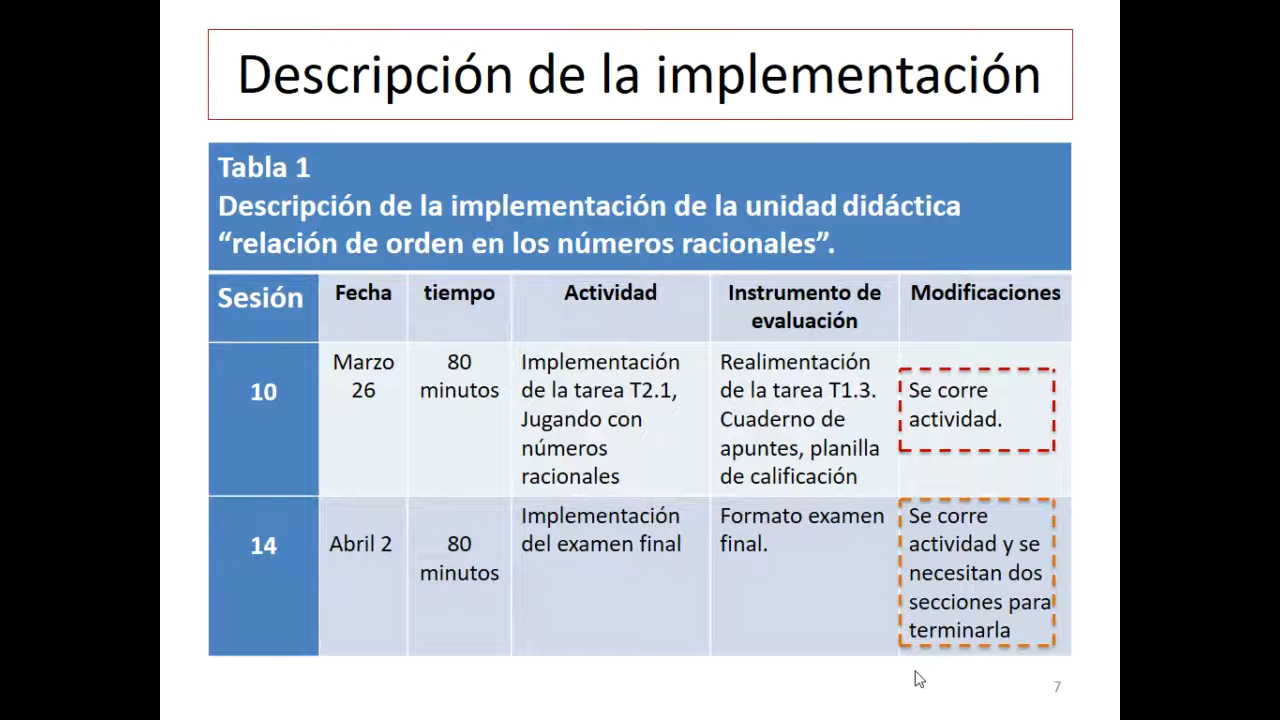 Descripción de la implementación
Tabla 1
Descripción de la implementación de la unidad didáctica
“relación de orden en los números racionales”.
Sesión
Fecha
tiempo
Actividad
Instrumento de
evaluación
Modificaciones
10
Marzo
26
80
minutos
Implementación
de la tarea T2.1,
Jugando con
números
racionales
Realimentación
de la tarea T1.3.
Cuaderno de
apuntes, planilla
de calificación
Se corre
actividad.
14
Abril 2
80
minutos
Implementación
del examen final
Formato examen
final.
Se corre
actividad y se
necesitan dos
secciones para
terminarla
7